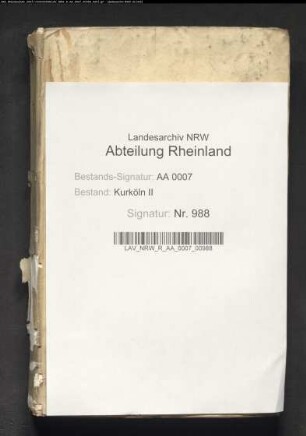 Landesarchiv NRW
Abteilung Rheinland
Bestands-Signatur: AA 0007
Bestand: Kurköln II
Signatur: Nr. 988
LAV_NRW_R_AA_0007_00988